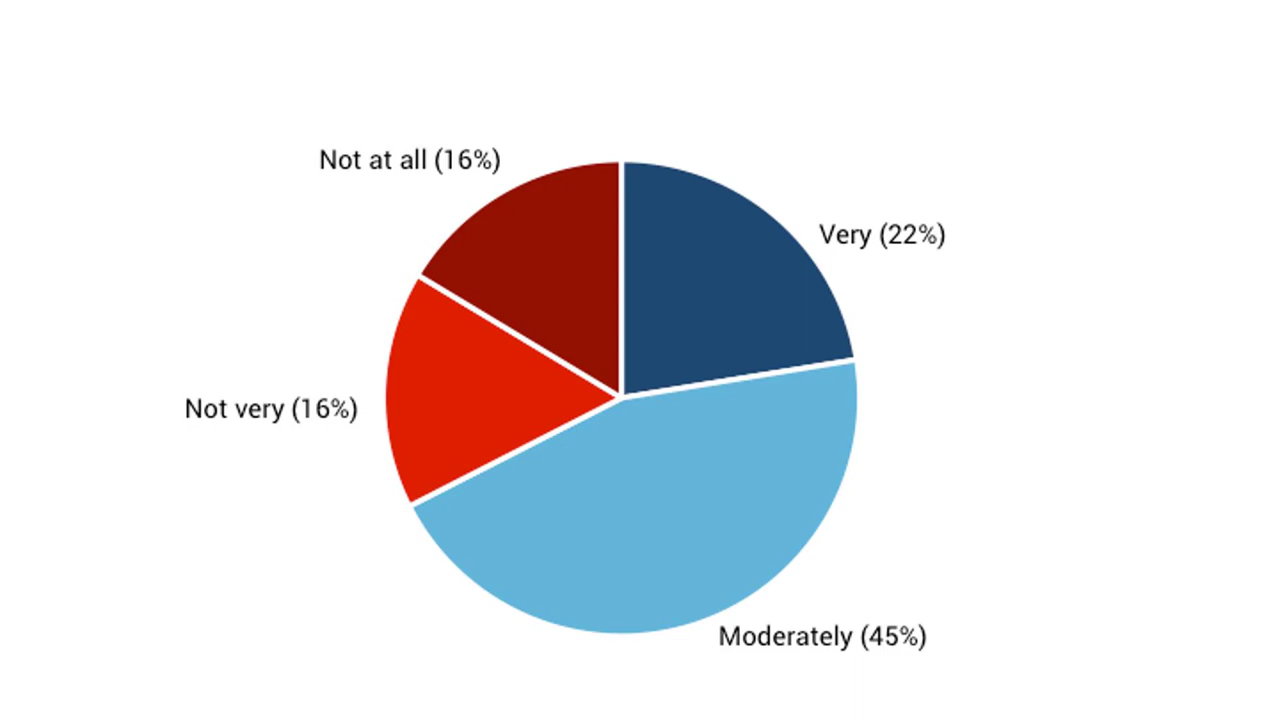 Not at all (16%)
Very (22%)
Not very (16%)
Moderately (45%)